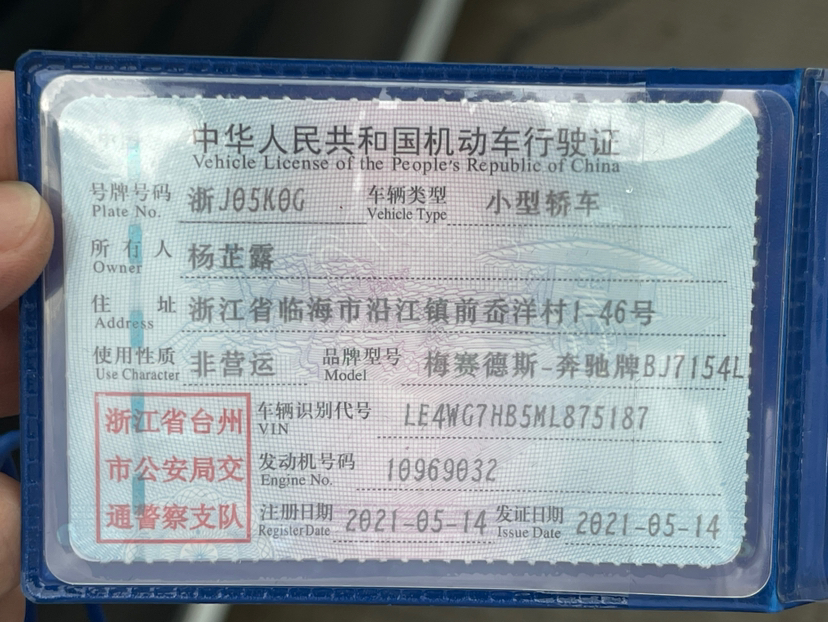 中华人民共和国机动车行驶证
Vehicle License of the People's Republic of China
号牌号码 浙J05K0G 车辆类型 小型轿车
Plate No. Vehicle Type
所有人 杨芷露
Owner
住址 浙江省临海市沿江镇前岙洋村1-46号
Address
使用性质 非营运 品牌型号 梅赛德斯-奔驰牌BJ7154L
Use Character Model
浙江省台州 车辆识别代号 LE4WG7HB5ML875187
VIN
市公安局交 发动机号码 10969032
Engine No.
通警察支队 注册日期 2021-05-14 发证日期 2021-05-14
Register Date Issue Date